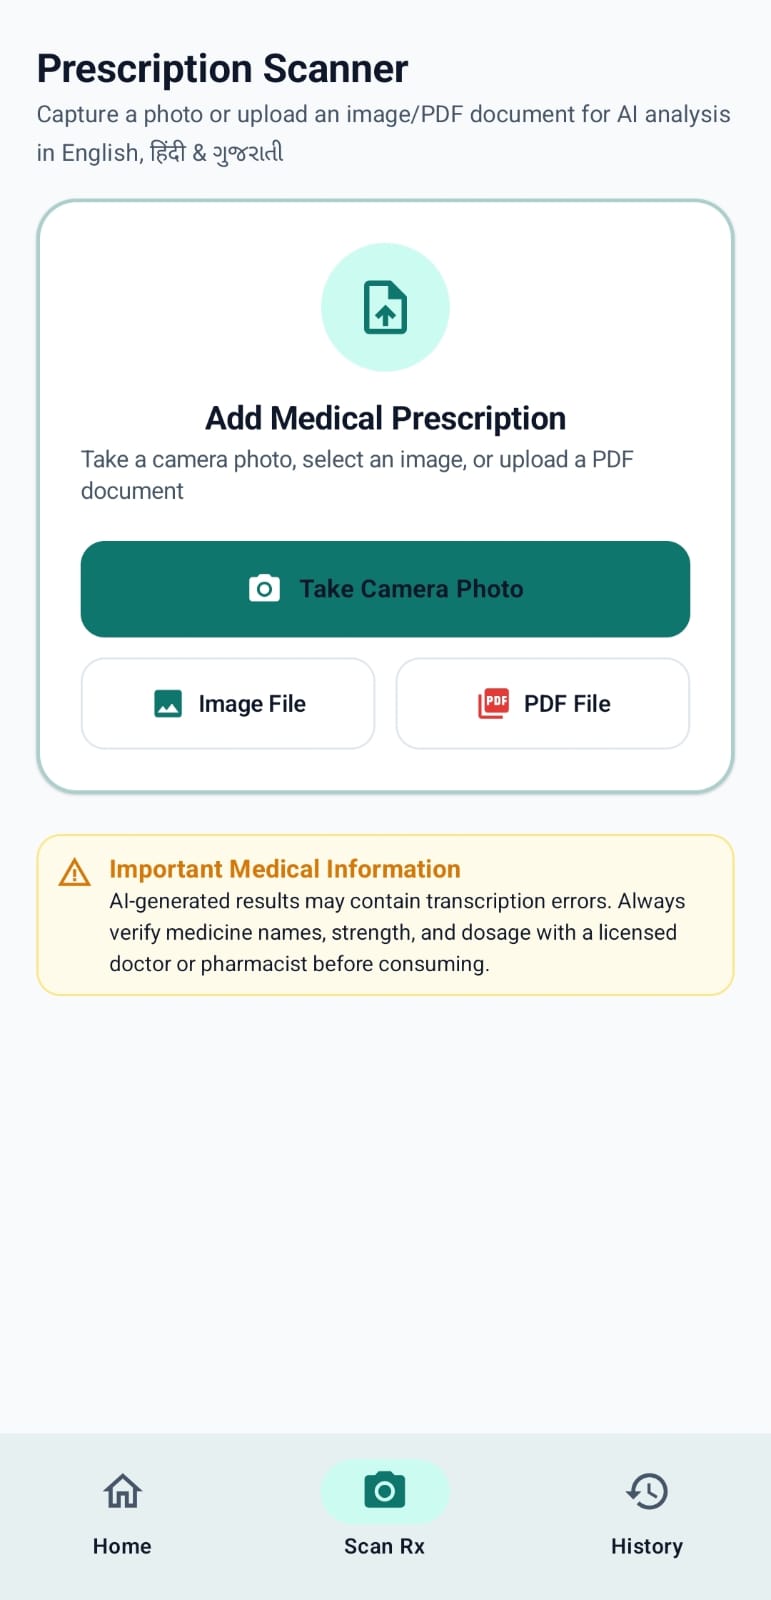 Prescription Scanner
Capture a photo or upload an image/PDF document for AI analysis
in English, हिंदी & ગુજરાતી
Add Medical Prescription
Take a camera photo, select an image, or upload a PDF
document
Take Camera Photo
Image File
PDF PDF File
Important Medical Information
AI-generated results may contain transcription errors. Always
verify medicine names, strength, and dosage with a licensed
doctor or pharmacist before consuming.
Home
Scan Rx
History